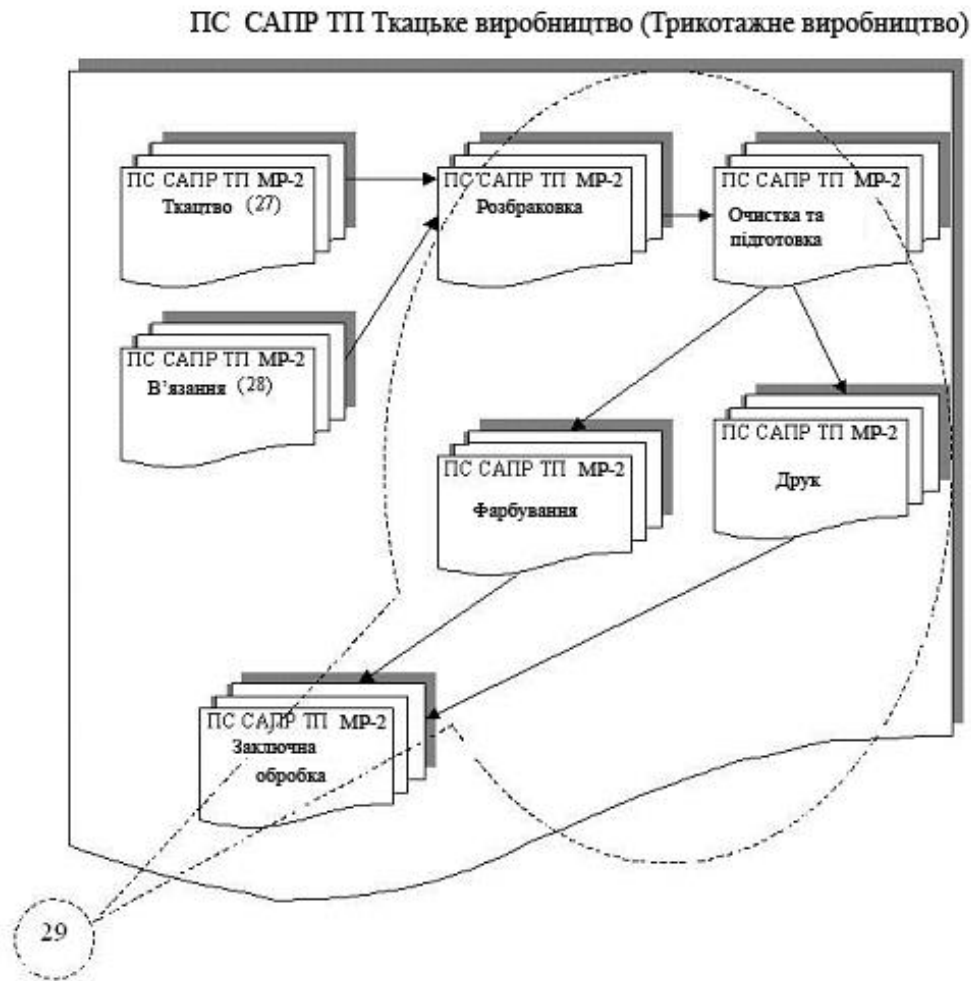 ПС САПР ТП Ткацьке виробництво (Трикотажне виробництво)
ПС САПР ТП МР-2
Ткацтво (27)
ПС САПР ТП МР-2
Розбраковка
ПС САПР ТП МР-2
Очистка та
підготовка
ПС САПР ТП МР-2
В'язання (28)
ПС САПР ТП МР-2
Фарбування
ПС САПР ТП МР-2
Друк
ПС САПР ТП МР-2
Заключна
обробка
29